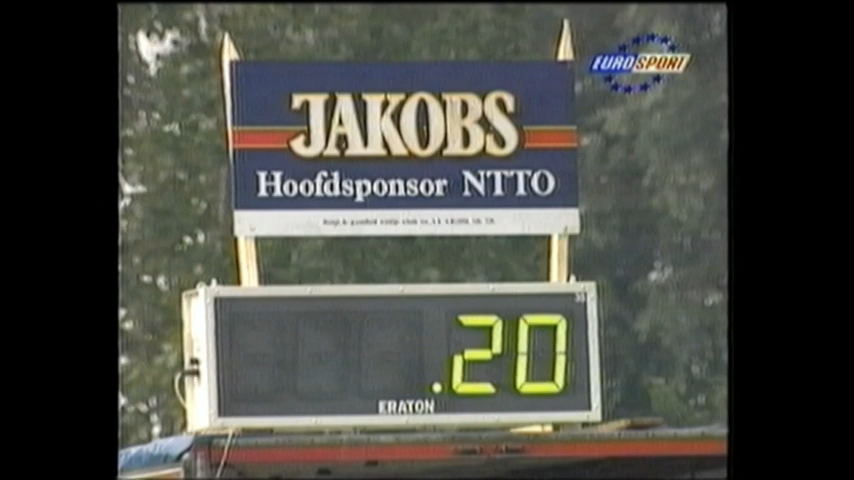 EUROSPORT
JAKOBS
Hoofdsponsor NTTO
.20
ERATON